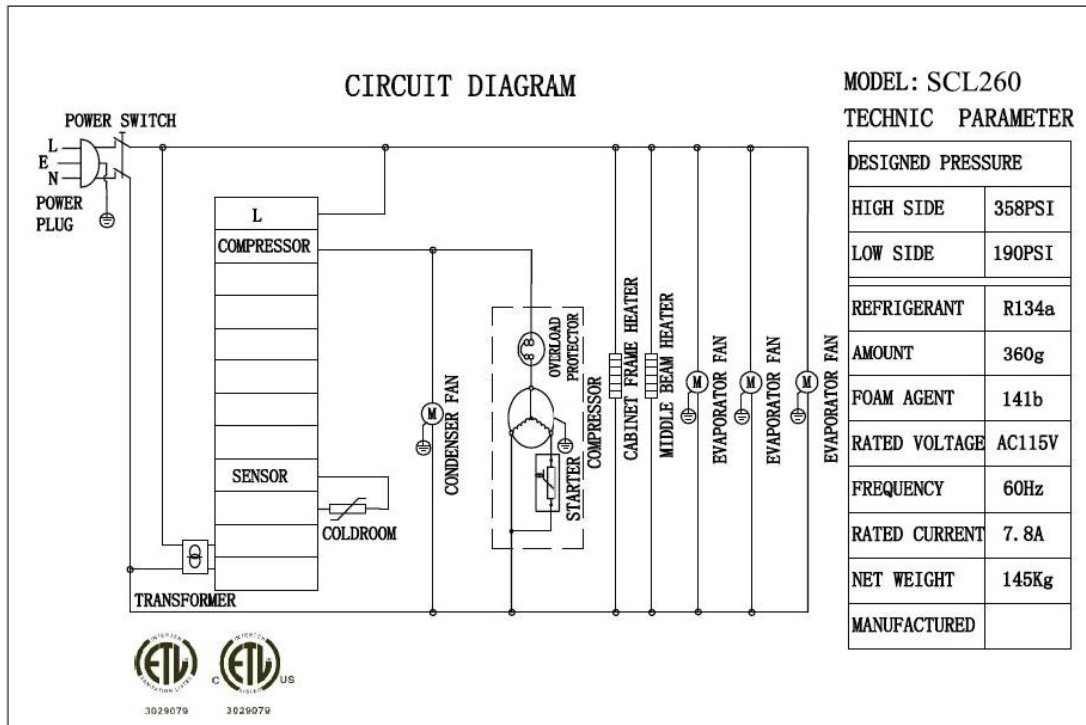 CIRCUIT DIAGRAM
POWER SWITCH
L
E
N
POWER
PLUG
L
COMPRESSOR
SENSOR
COLDROOM
TRANSFORMER
CONDENSER FAN
OVERLOAD
PROTECTOR
STARTER
COMPRESSOR
CABINET FRAME HEATER
MIDDLE BEAM HEATER
EVAPORATOR FAN
EVAPORATOR FAN
EVAPORATOR FAN
M
M
M
M
MODEL: SCL260
TECHNIC PARAMETER
DESIGNED PRESSURE
HIGH SIDE 358PSI
LOW SIDE 190PSI
REFRIGERANT R134a
AMOUNT 360g
FOAM AGENT 141b
RATED VOLTAGE AC115V
FREQUENCY 60Hz
RATED CURRENT 7.8A
NET WEIGHT 145Kg
MANUFACTURED
ETL
3029079
C ETL US
3029079